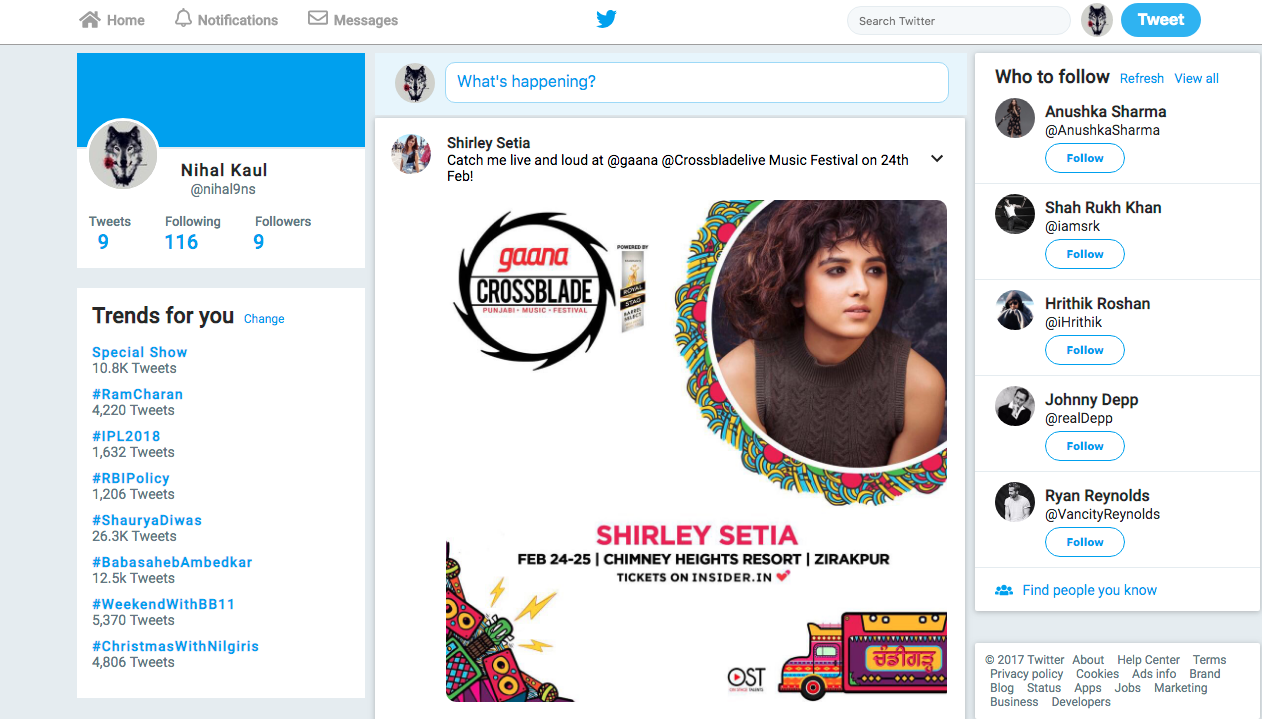 Home
Notifications
Messages
Search Twitter
Tweet
Nihal Kaul
@nihal9ns
Tweets Following Followers
9 116 9
Trends for you Change
Special Show
10.8K Tweets
#RamCharan
4,220 Tweets
#IPL2018
1,632 Tweets
#RBIPolicy
1,206 Tweets
#ShauryaDiwas
26.3K Tweets
#BabasahebAmbedkar
12.5k Tweets
#WeekendWithBB11
5,370 Tweets
#ChristmasWithNilgiris
4,806 Tweets
What's happening?
Shirley Setia
Catch me live and loud at @gaana @Crossbladelive Music Festival on 24th
Feb!
gaana
CROSSBLADE
PUNJABI • MUSIC • FESTIVAL
POWERED BY
ROYAL
STAG
BARREL
SELECT
SHIRLEY SETIA
FEB 24-25 | CHIMNEY HEIGHTS RESORT | ZIRAKPUR
TICKETS ON INSIDER.IN
OST
ਚੰਡੀਗੜ੍ਹ
Who to follow Refresh View all
Anushka Sharma
@AnushkaSharma
Follow
Shah Rukh Khan
@iamsrk
Follow
Hrithik Roshan
@iHrithik
Follow
Johnny Depp
@realDepp
Follow
Ryan Reynolds
@VancityReynolds
Follow
Find people you know
© 2017 Twitter About Help Center Terms
Privacy policy Cookies Ads info Brand
Blog Status Apps Jobs Marketing
Business Developers